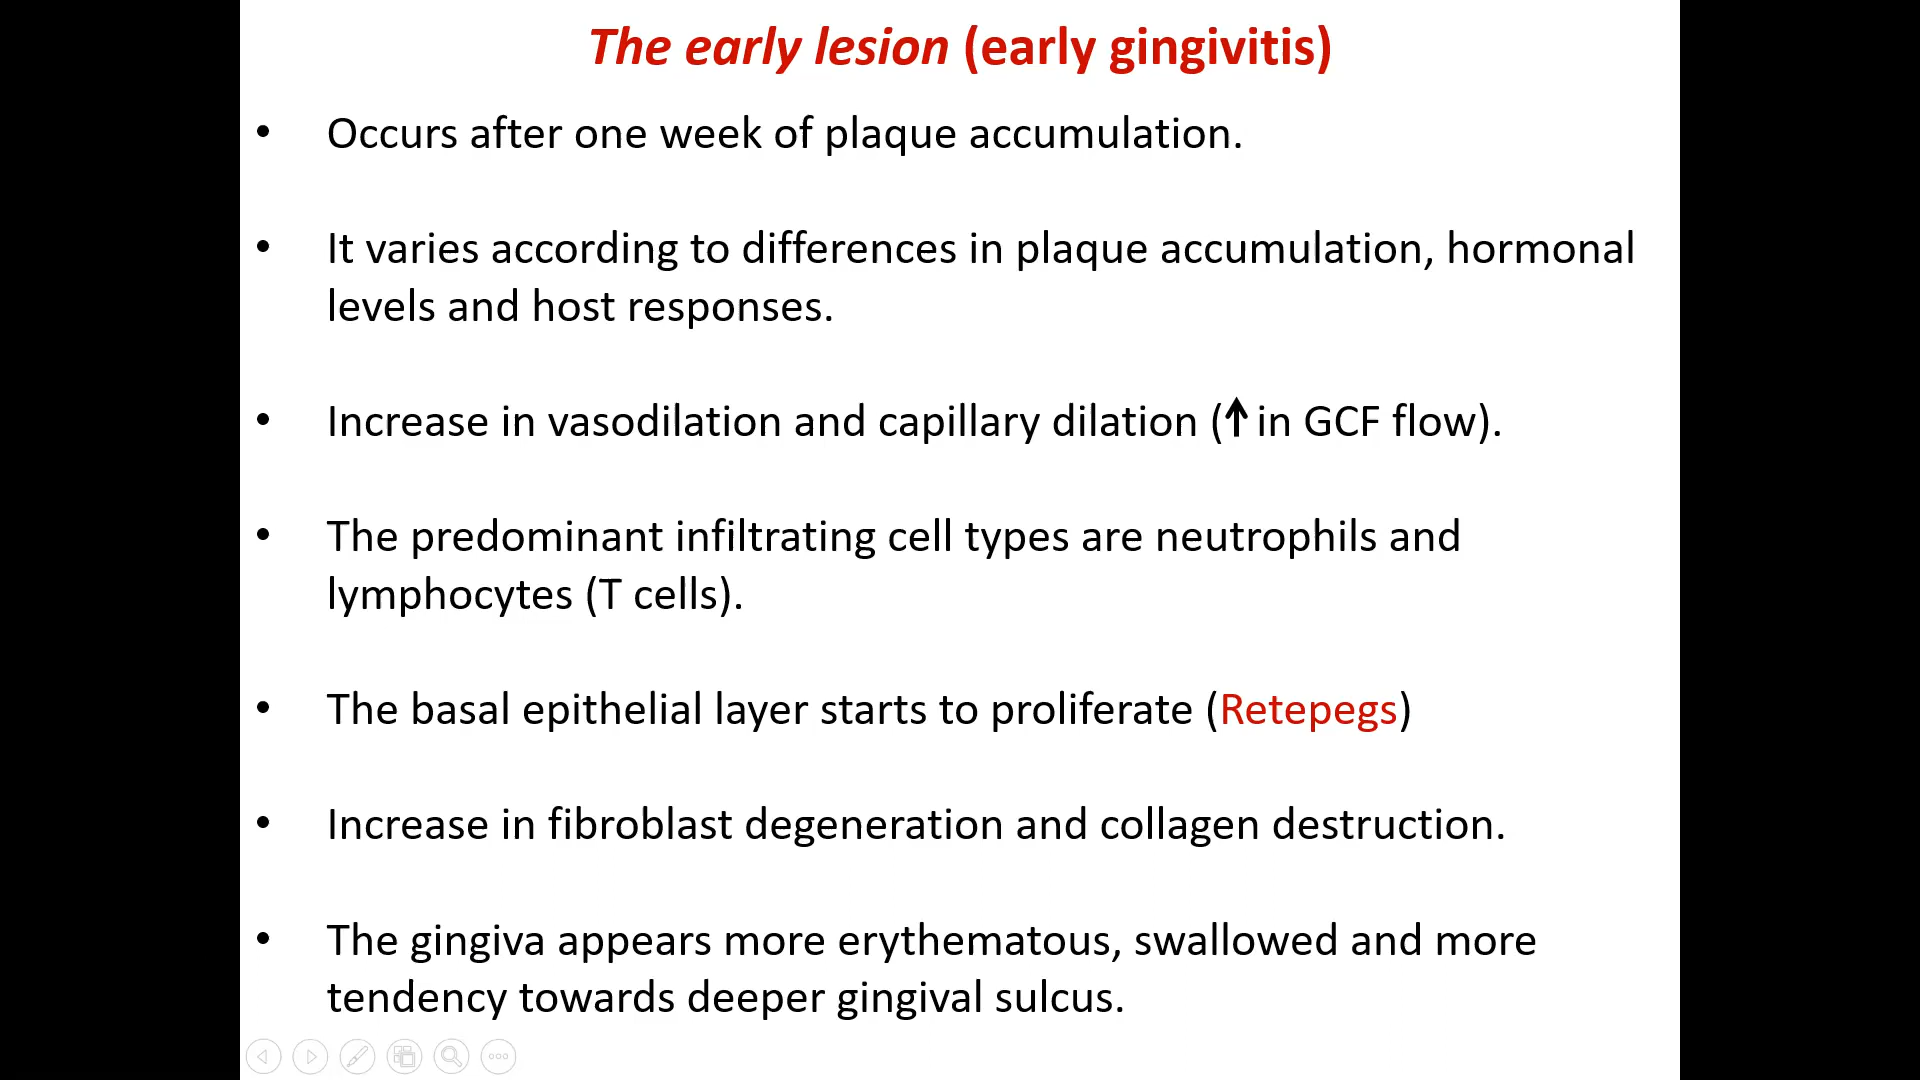 The early lesion (early gingivitis)
• Occurs after one week of plaque accumulation.
• It varies according to differences in plaque accumulation, hormonal
levels and host responses.
• Increase in vasodilation and capillary dilation (↑ in GCF flow).
• The predominant infiltrating cell types are neutrophils and
lymphocytes (T cells).
• The basal epithelial layer starts to proliferate (Retepegs)
• Increase in fibroblast degeneration and collagen destruction.
• The gingiva appears more erythematous, swallowed and more
tendency towards deeper gingival sulcus.